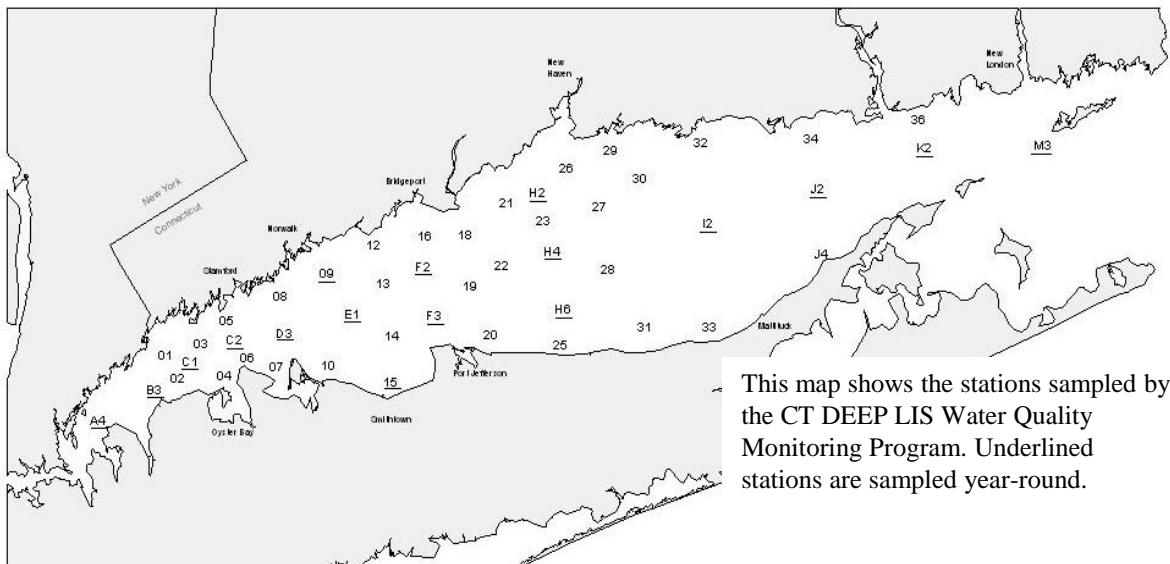 New
Haven
New
London
36
34
32
29
K2
M3
26
30
J2
New York
Connecticut
Bridgeport
H2
21
27
23
I2
Norwalk
16
18
12
H4
J4
Stamford
09
F2
22
28
13
19
08
05
E1
F3
H6
31
33
Mattituck
D3
C2
03
14
20
25
01
C1
06
07
10
02
04
15
Port Jefferson
B3
A4
Oyster Bay
Smithtown
This map shows the stations sampled by
the CT DEEP LIS Water Quality
Monitoring Program. Underlined
stations are sampled year-round.